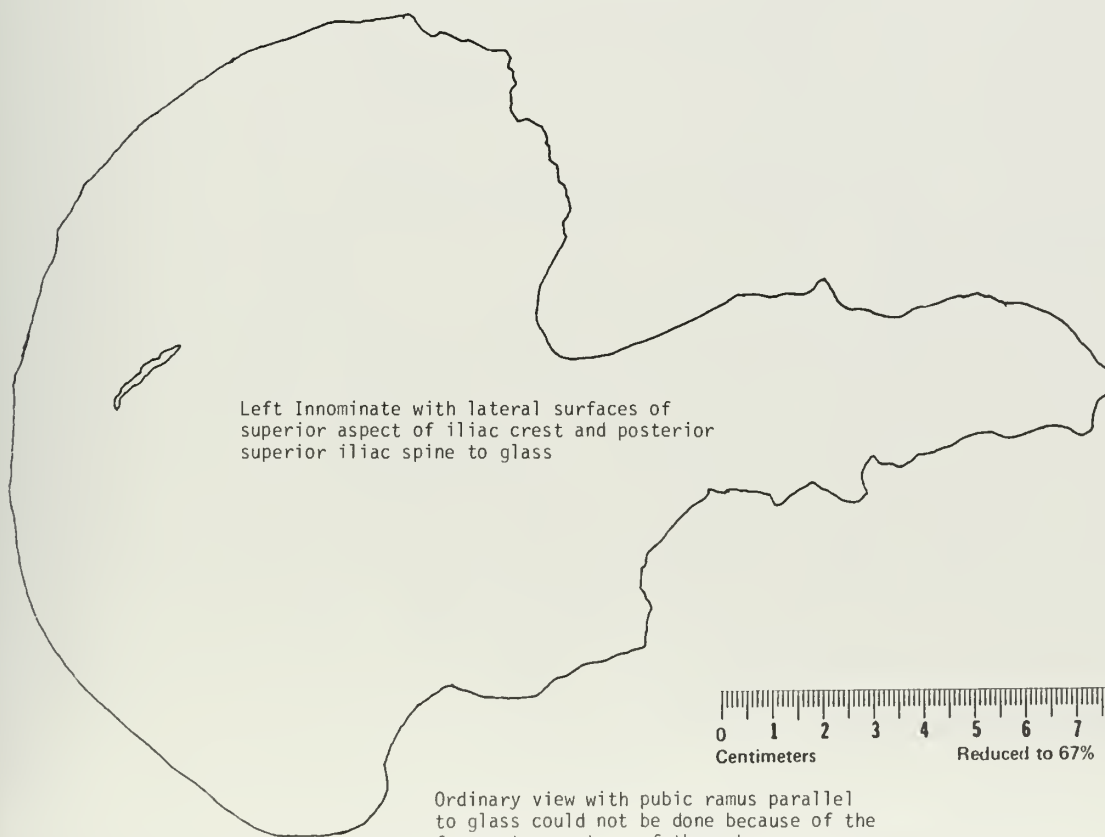 Left Innominate with lateral surfaces of
superior aspect of iliac crest and posterior
superior iliac spine to glass
0 1 2 3 4 5 6 7
Centimeters Reduced to 67%
Ordinary view with pubic ramus parallel
to glass could not be done because of the